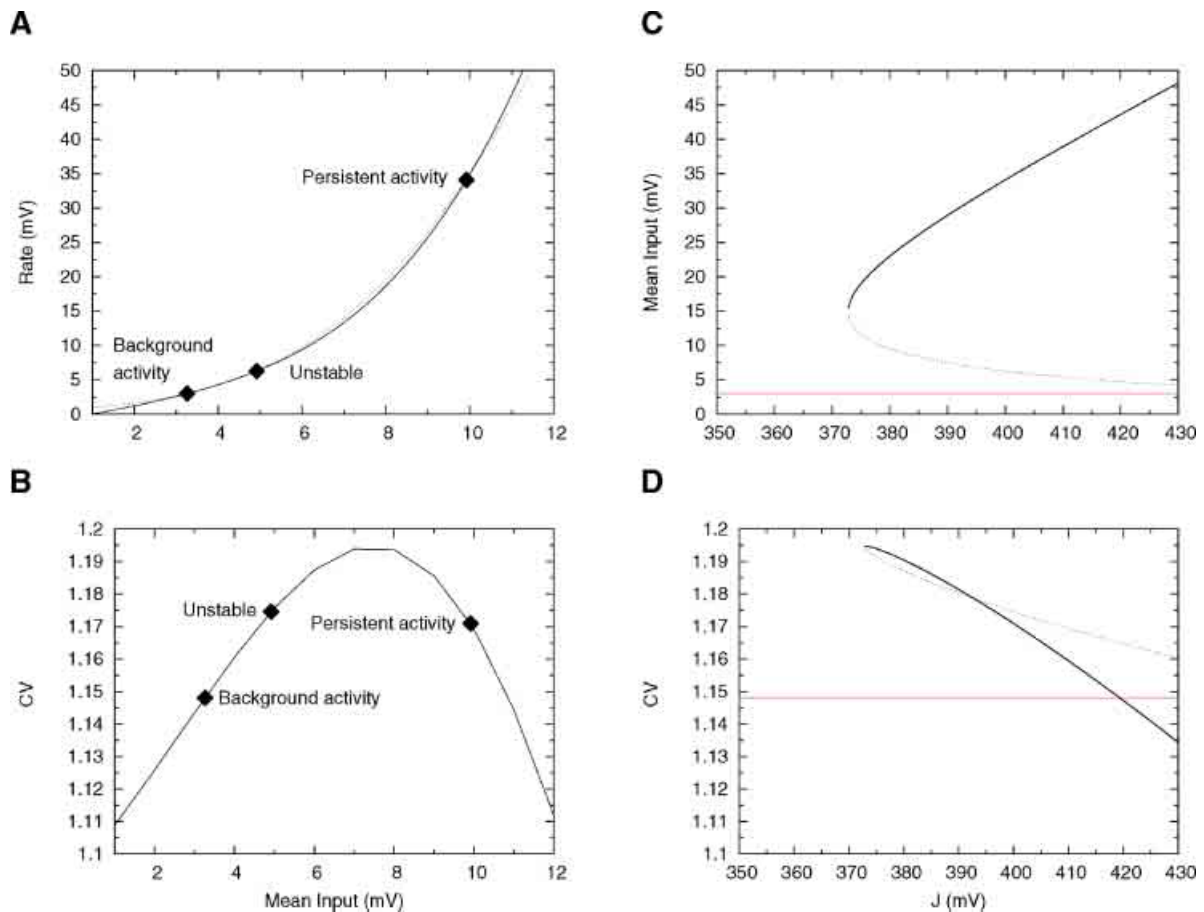 A
50
45
40
35
30
25
20
15
10
5
0
Rate (mV)
Persistent activity
Background
activity
Unstable
2 4 6 8 10 12
B
1.2
1.19
1.18
1.17
1.16
1.15
1.14
1.13
1.12
1.11
1.1
CV
Unstable
Persistent activity
Background activity
2 4 6 8 10 12
Mean Input (mV)
C
50
45
40
35
30
25
20
15
10
5
0
Mean Input (mV)
350 360 370 380 390 400 410 420 430
D
1.2
1.19
1.18
1.17
1.16
1.15
1.14
1.13
1.12
1.11
1.1
CV
350 360 370 380 390 400 410 420 430
J (mV)